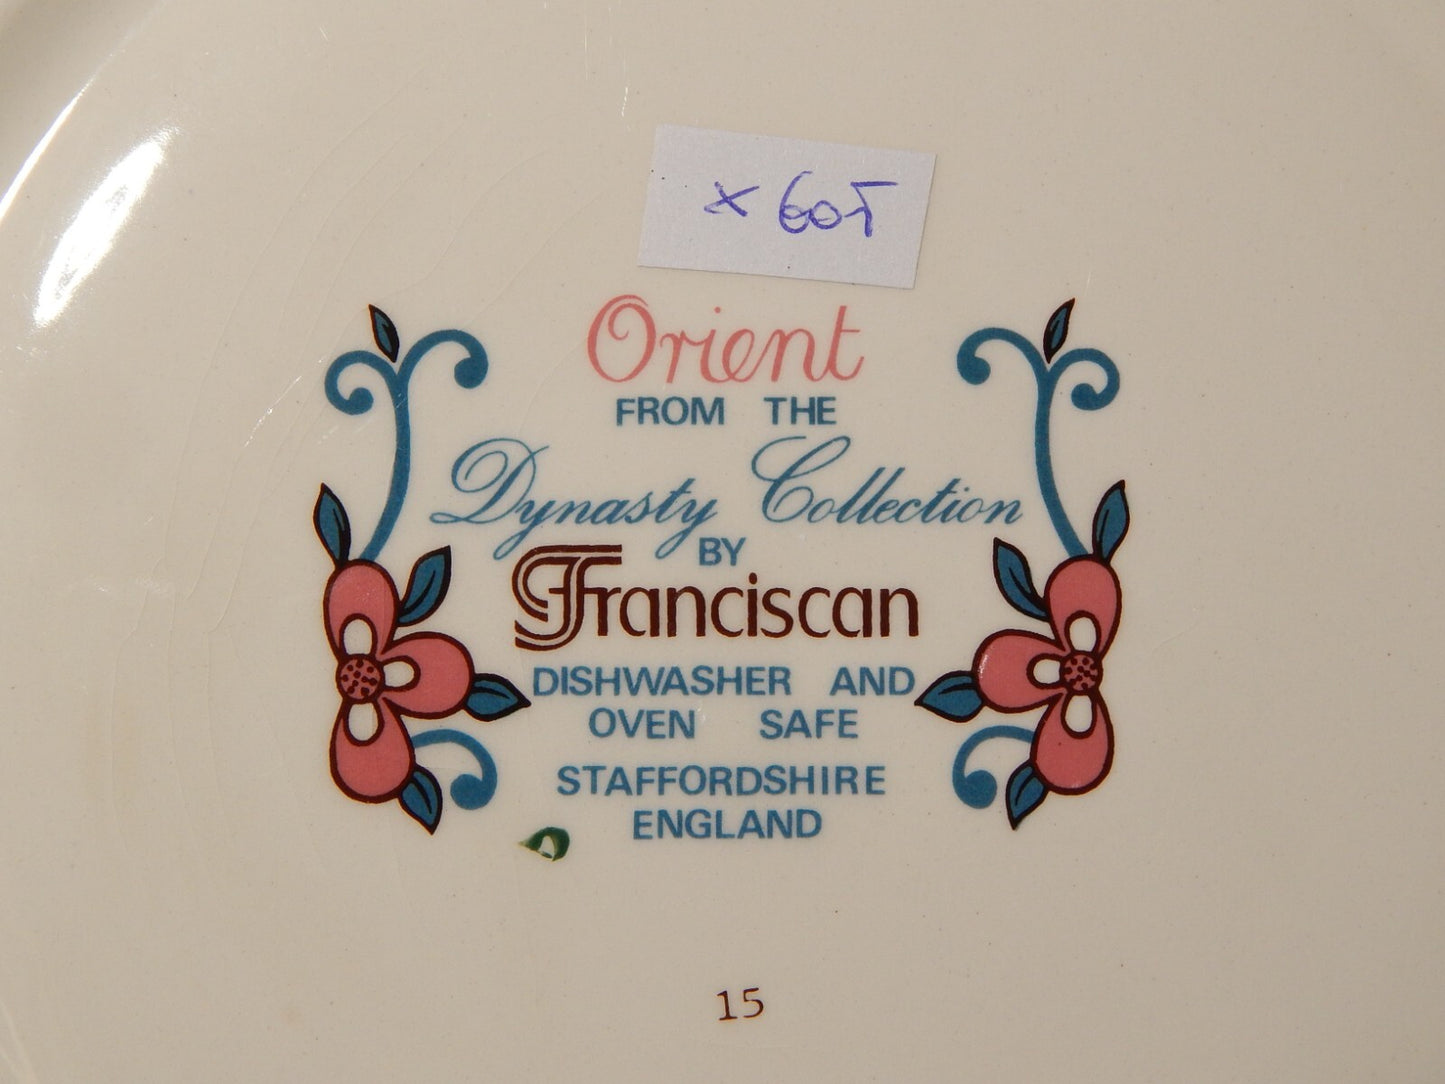 x 605
Orient
FROM THE
Dynasty Collection
BY
Franciscan
DISHWASHER AND
OVEN SAFE
STAFFORDSHIRE
ENGLAND
15